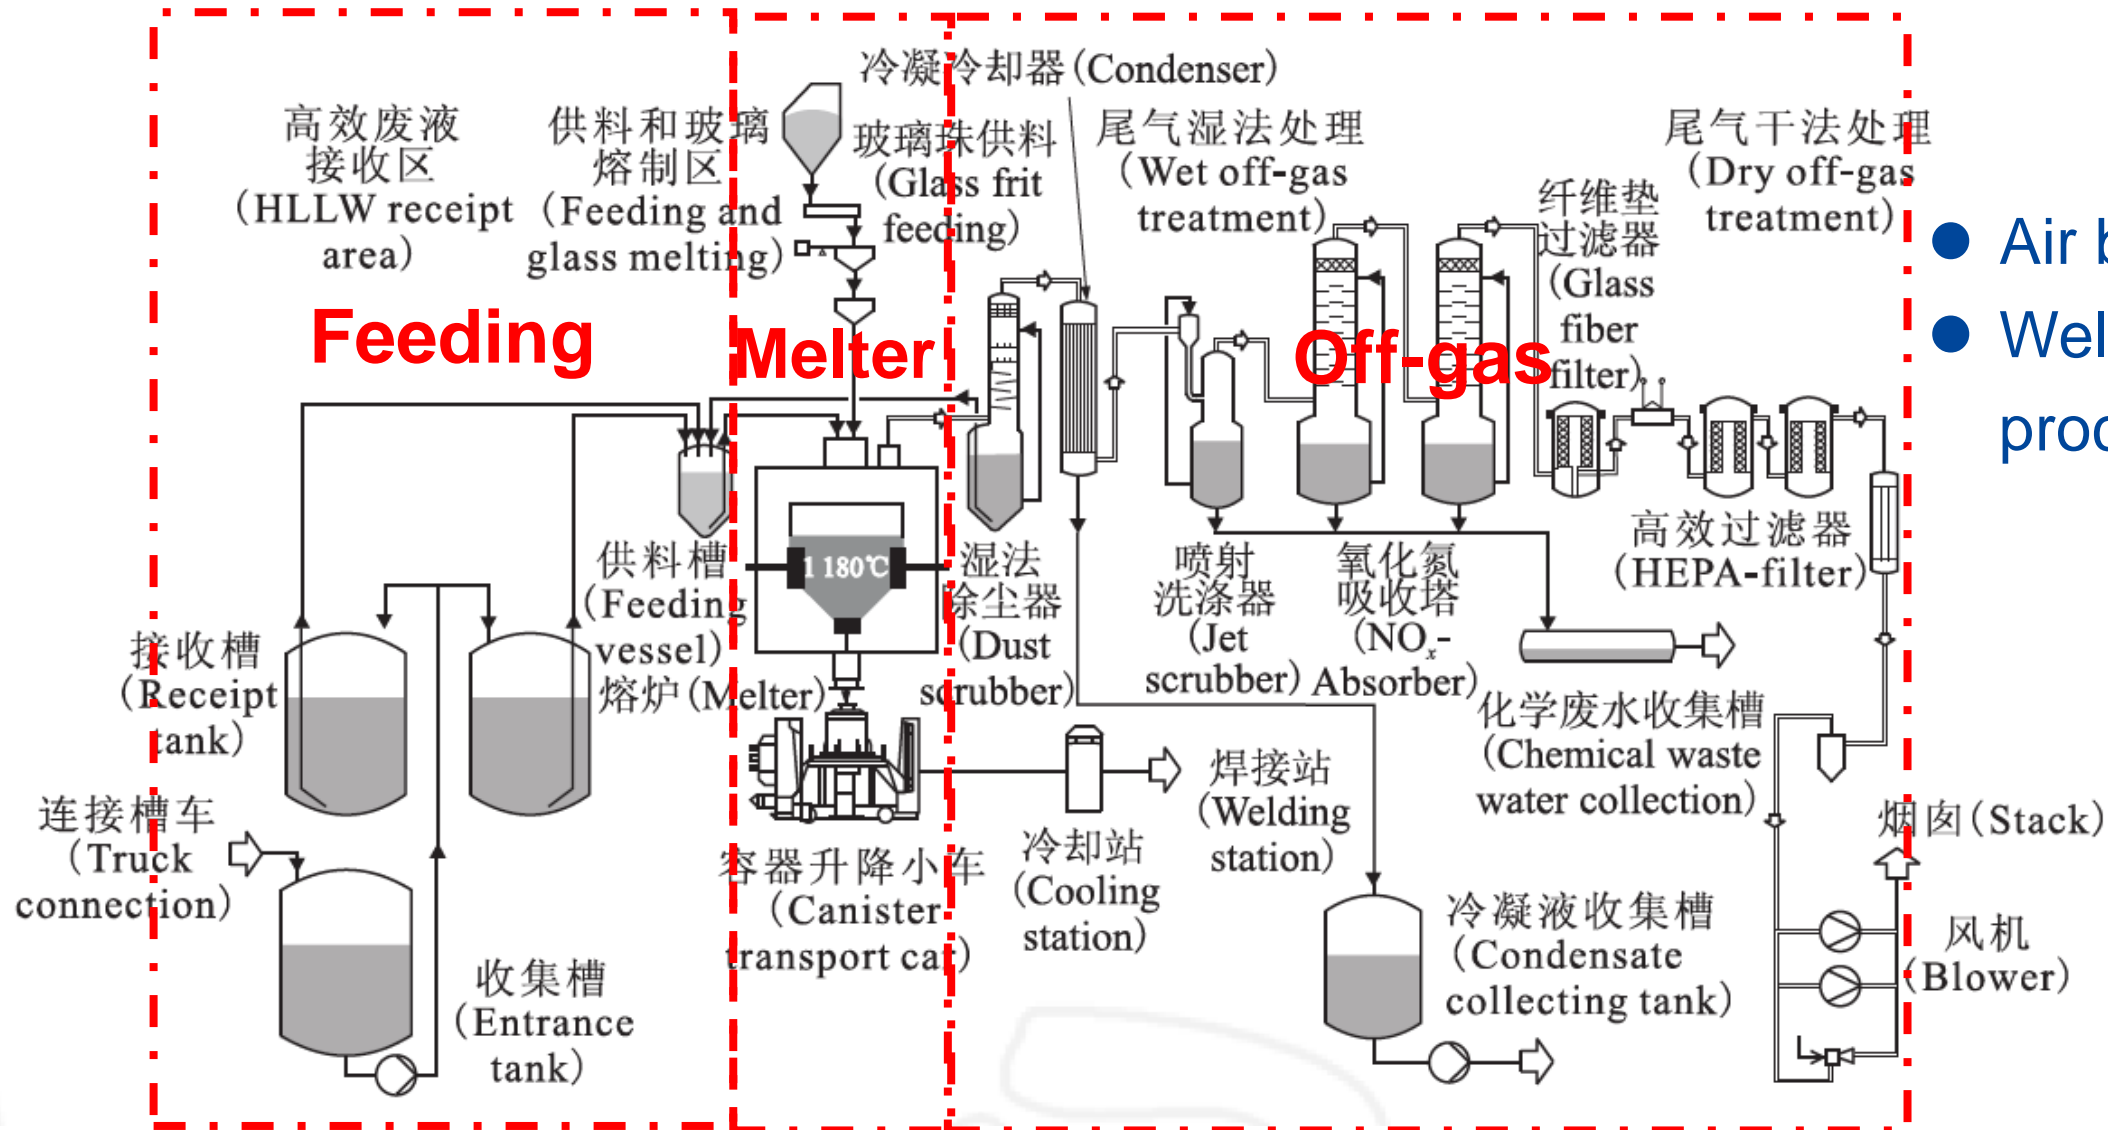 冷凝冷却器(Condenser)
高效废液
接收区
(HLLW receipt
area)
供料和玻璃
熔制区
(Feeding and
glass melting)
玻璃珠供料
(Glass frit
feeding)
尾气湿法处理
(Wet off-gas
treatment)
纤维垫
过滤器
(Glass
fiber
filter)
尾气干法处理
(Dry off-gas
treatment)
Feeding
Melter
Off-gas
供料槽
(Feeding
vessel)
熔炉(Melter)
1 180℃
湿法
除尘器
(Dust
scrubber)
喷射
洗涤器
(Jet
scrubber)
氧化氮
吸收塔
(NOx-
Absorber)
高效过滤器
(HEPA-filter)
接收槽
(Receipt
tank)
连接槽车
(Truck
connection)
收集槽
(Entrance
tank)
容器升降小车
(Canister
transport car)
冷却站
(Cooling
station)
焊接站
(Welding
station)
化学废水收集槽
(Chemical waste
water collection)
冷凝液收集槽
(Condensate
collecting tank)
烟囱(Stack)
风机
(Blower)
● Air
●